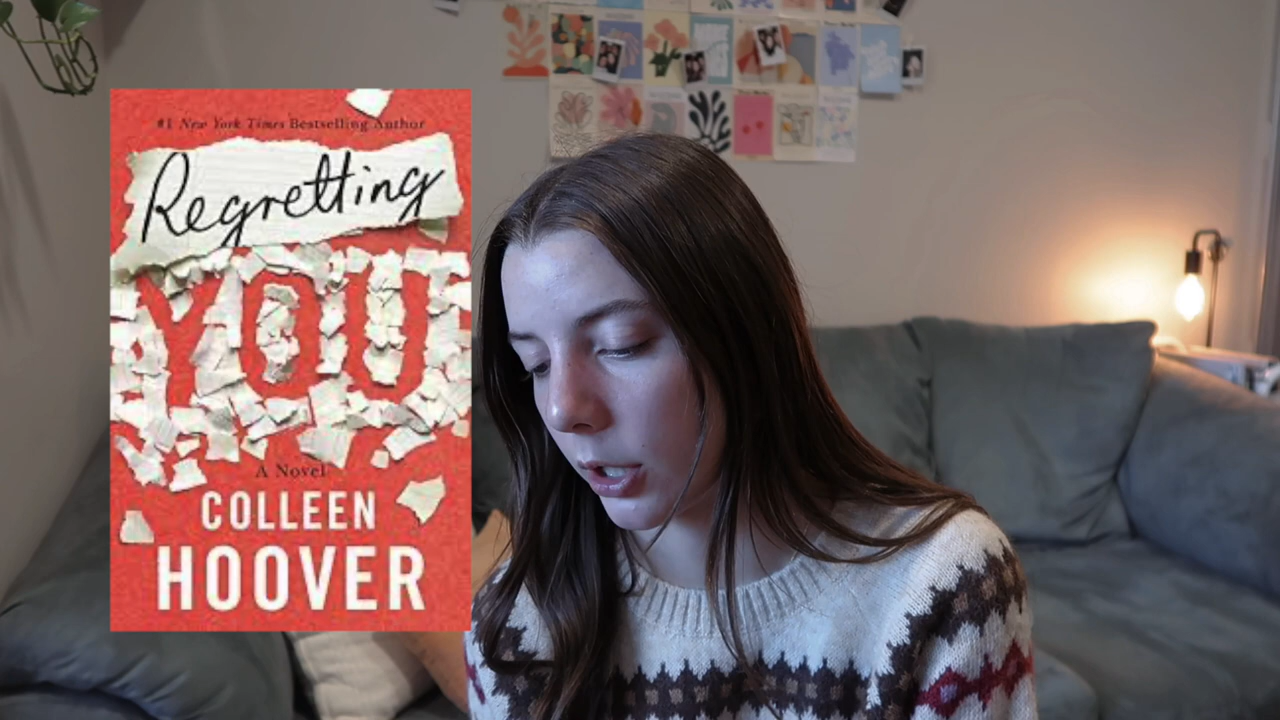 #1 New York Times Bestselling Author
Regretting
YOU
A Novel
COLLEEN
HOOVER